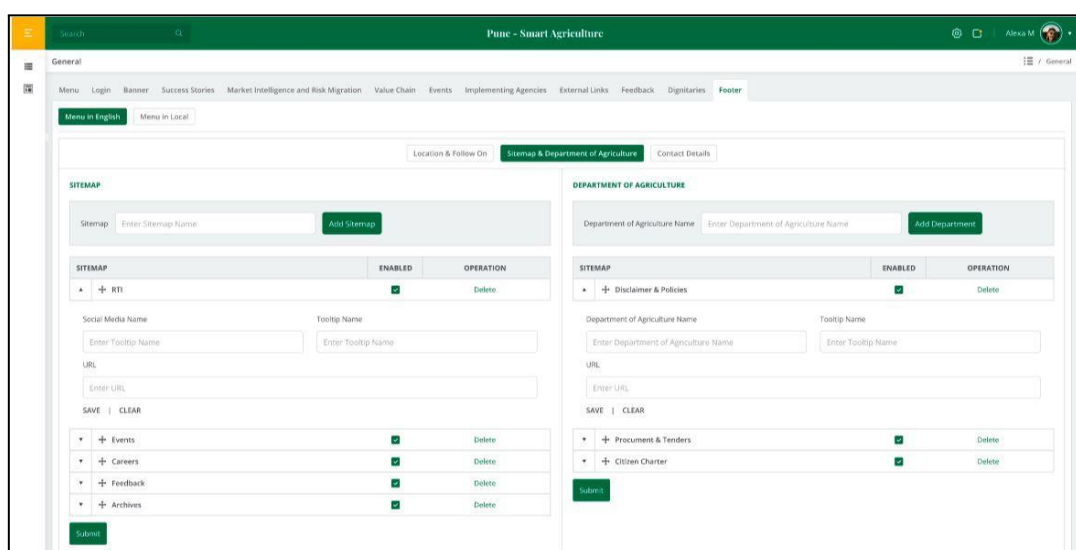 Search
Pune - Smart Agriculture
Alexa M
General
/ General
Menu Login Banner Success Stories Market Intelligence and Risk Migration Value Chain Events Implementing Agencies External Links Feedback Dignitaries Footer
Menu in English Menu in Local
Location & Follow On Sitemap & Department of Agriculture Contact Details
SITEMAP
Sitemap Enter Sitemap Name Add Sitemap
SITEMAP ENABLED OPERATION
RTI Delete
Social Media Name Tooltip Name
Enter Tooltip Name Enter Tooltip Name
URL
Enter URL
SAVE | CLEAR
Events Delete
Careers Delete
Feedback Delete
Archives Delete
Submit
DEPARTMENT OF AGRICULTURE
Department of Agriculture Name Enter Department of Agriculture Name Add Department
SITEMAP ENABLED OPERATION
Disclaimer & Policies Delete
Department of Agriculture Name Tooltip Name
Enter Department of Agriculture Name Enter Tooltip Name
URL
Enter URL
SAVE | CLEAR
Procument & Tenders Delete
Citizen Charter Delete
Submit